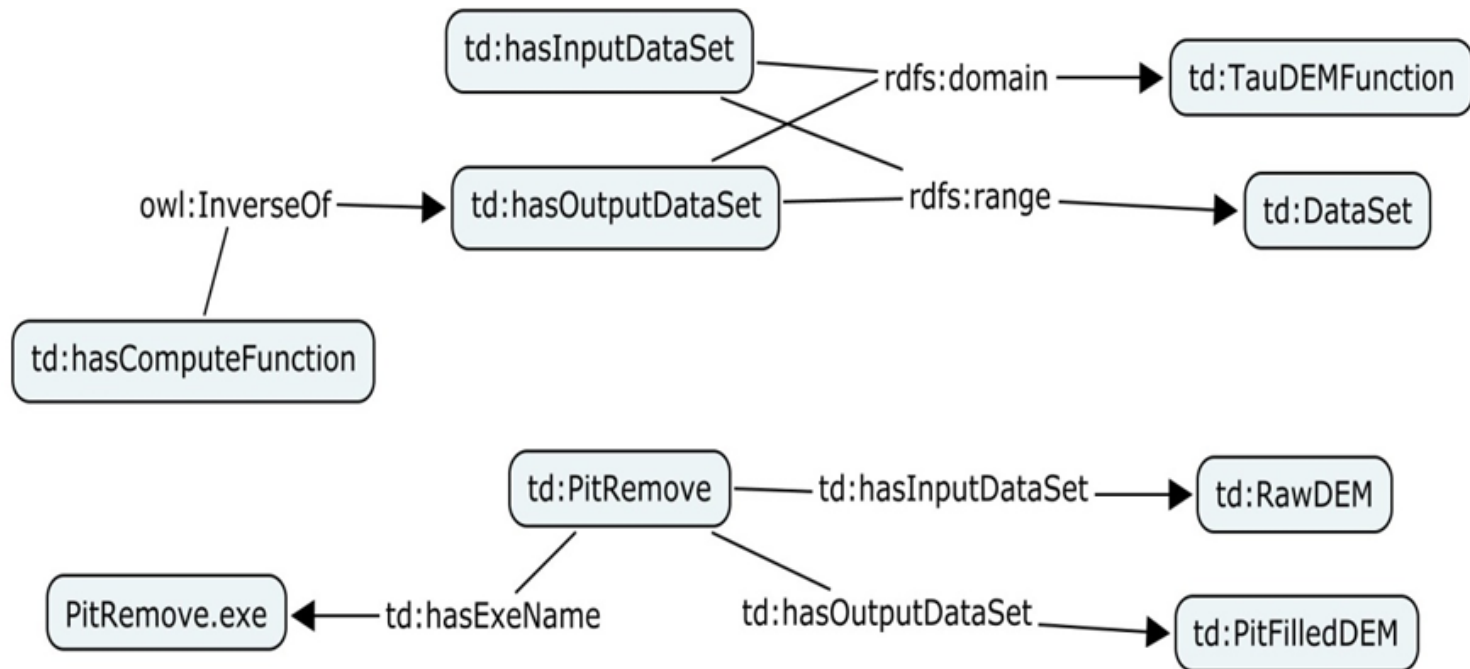 td:hasInputDataSet
rdfs:domain
td:TauDEMFunction
owl:InverseOf
td:hasOutputDataSet
rdfs:range
td:DataSet
td:hasComputeFunction
td:PitRemove
td:hasInputDataSet
td:RawDEM
PitRemove.exe
td:hasExeName
td:hasOutputDataSet
td:PitFilledDEM